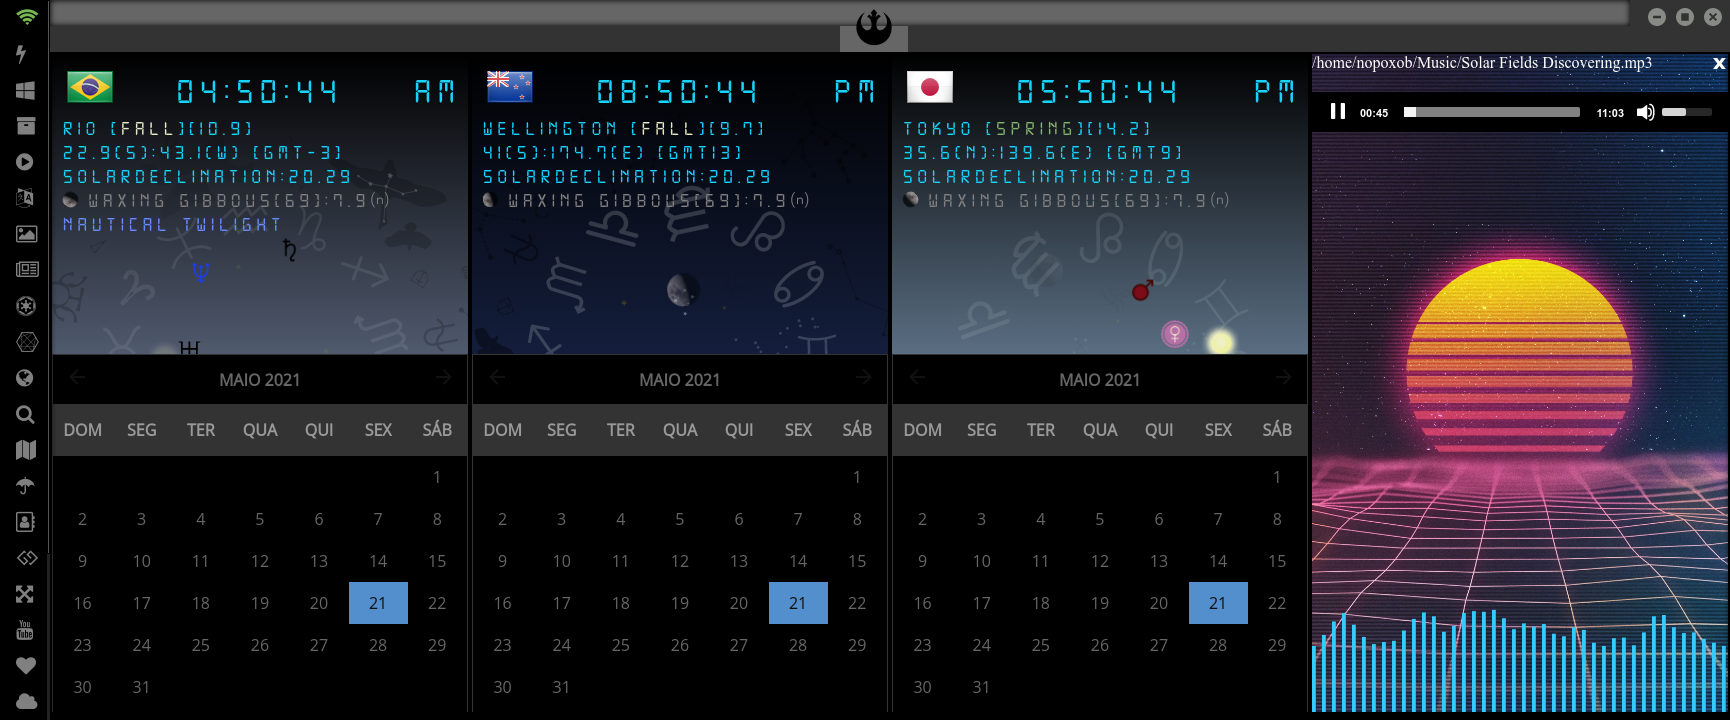 04:50:44 AM
RIO [FALL][10.9]
22.9(S):43.1(W) [GMT-3]
SOLARDECLINATION:20.29
WAXING GIBBOUS[69]:7.9(n)
NAUTICAL TWILIGHT
MAIO 2021
DOM SEG TER QUA QUI SEX SÁB
1
2 3 4 5 6 7 8
9 10 11 12 13 14 15
16 17 18 19 20 21 22
23 24 25 26 27 28 29
30 31
08:50:44 PM
WELLINGTON [FALL][9.7]
41(S):174.7(E) [GMT13]
SOLARDECLINATION:20.29
WAXING GIBBOUS[69]:7.9(n)
MAIO 2021
DOM SEG TER QUA QUI SEX SÁB
1
2 3 4 5 6 7 8
9 10 11 12 13 14 15
16 17 18 19 20 21 22
23 24 25 26 27 28 29
30 31
05:50:44 PM
TOKYO [SPRING][14.2]
35.6(N):139.6(E) [GMT9]
SOLARDECLINATION:20.29
WAXING GIBBOUS[69]:7.9(n)
MAIO 2021
DOM SEG TER QUA QUI SEX SÁB
1
2 3 4 5 6 7 8
9 10 11 12 13 14 15
16 17 18 19 20 21 22
23 24 25 26 27 28 29
30 31
/home/nopoxob/Music/Solar Fields Discovering.mp3 x
00:45 11:03
You Tube